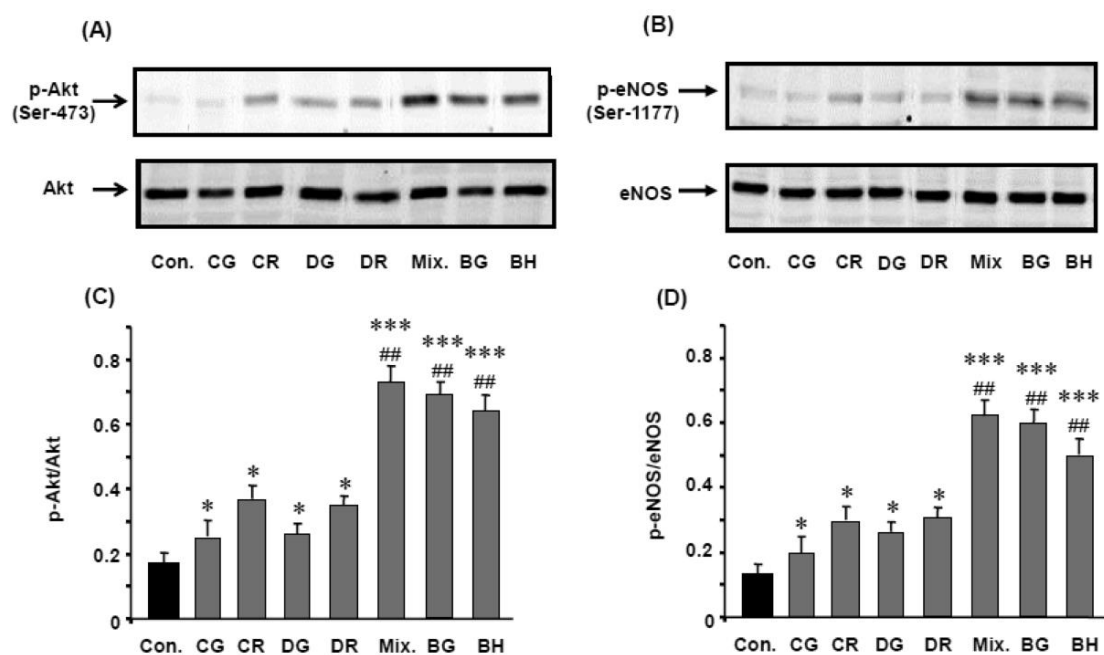 (A)
p-Akt
(Ser-473)
Akt
Con. CG CR DG DR Mix. BG BH
(B)
p-eNOS
(Ser-1177)
eNOS
Con. CG CR DG DR Mix BG BH
(C)
p-Akt/Akt
0.8
0.6
0.4
0.2
0
* * * * *** *** ***
## ## ##
Con. CG CR DG DR Mix. BG BH
(D)
p-eNOS/eNOS
0.8
0.6
0.4
0.2
0
* * * * *** *** ***
## ## ##
Con. CG CR DG DR Mix. BG BH